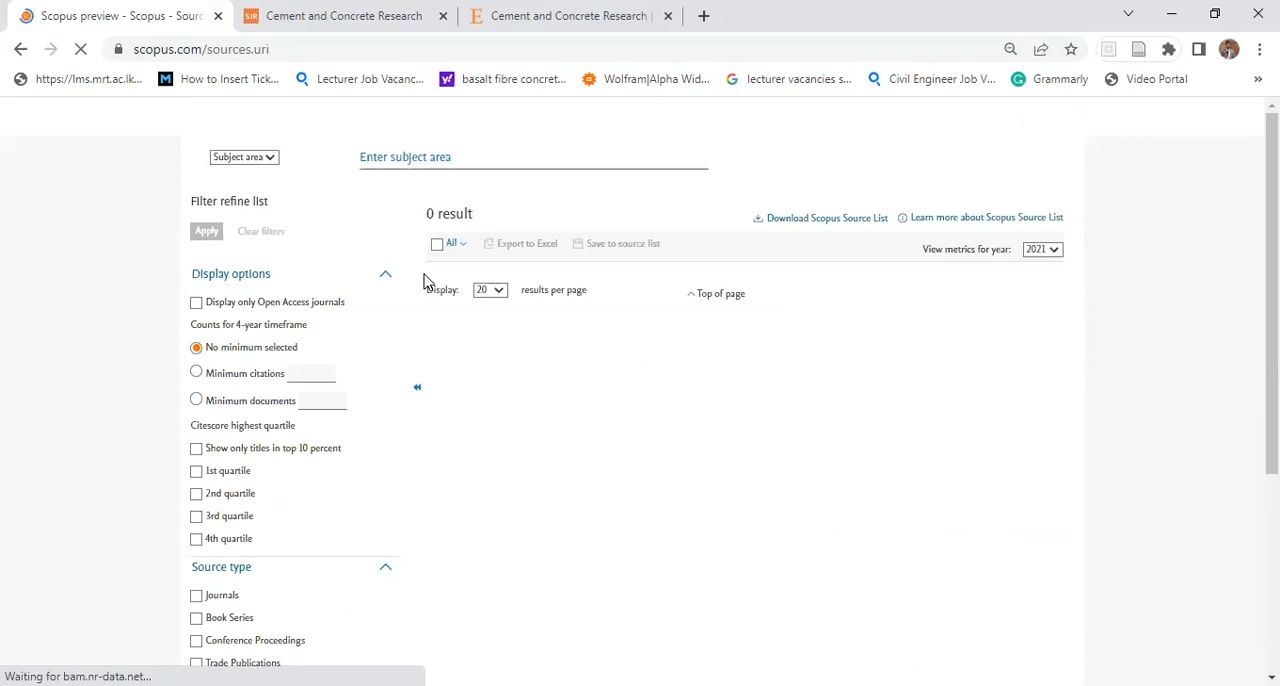 Scopus preview - Scopus - Sourc
SJR Cement and Concrete Research
E Cement and Concrete Research |
scopus.com/sources.uri
https://lms.mrt.ac.lk...
M How to Insert Tick...
Lecturer Job Vacanc...
basalt fibre concret...
Wolfram|Alpha Wid...
G lecturer vacancies s...
Civil Engineer Job V...
Grammarly
Video Portal
»
Subject area
Enter subject area
Filter refine list
Apply
Clear filters
0 result
Download Scopus Source List
Learn more about Scopus Source List
All
Export to Excel
Save to source list
View metrics for year:
2021
Display options
Display:
20
results per page
Top of page
Display only Open Access journals
Counts for 4-year timeframe
No minimum selected
Minimum citations
Minimum documents
Citescore highest quartile
Show only titles in top 10 percent
1st quartile
2nd quartile
3rd quartile
4th quartile
Source type
Journals
Book Series
Conference Proceedings
Trade Publications
Waiting for bam.nr-data.net...